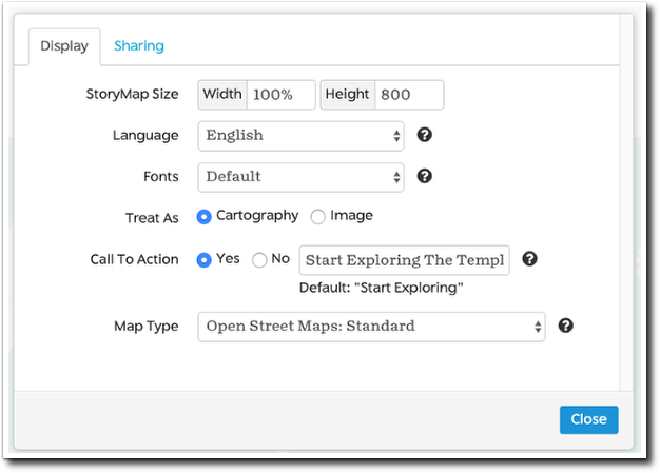 Display Sharing
StoryMap Size Width 100% Height 800
Language English
Fonts Default
Treat As Cartography Image
Call To Action Yes No Start Exploring The Templ
Default: "Start Exploring"
Map Type Open Street Maps: Standard
Close